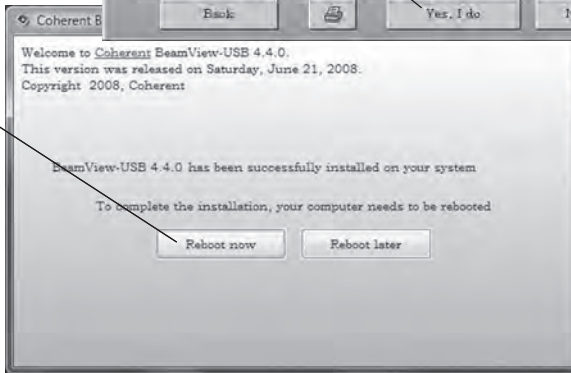 Back
Yes, I do
N
Coherent B
Welcome to Coherent BeamView-USB 4.4.0.
This version was released on Saturday, June 21, 2008.
Copyright 2008, Coherent
BeamView-USB 4.4.0 has been successfully installed on your system
To complete the installation, your computer needs to be rebooted
Reboot now
Reboot later